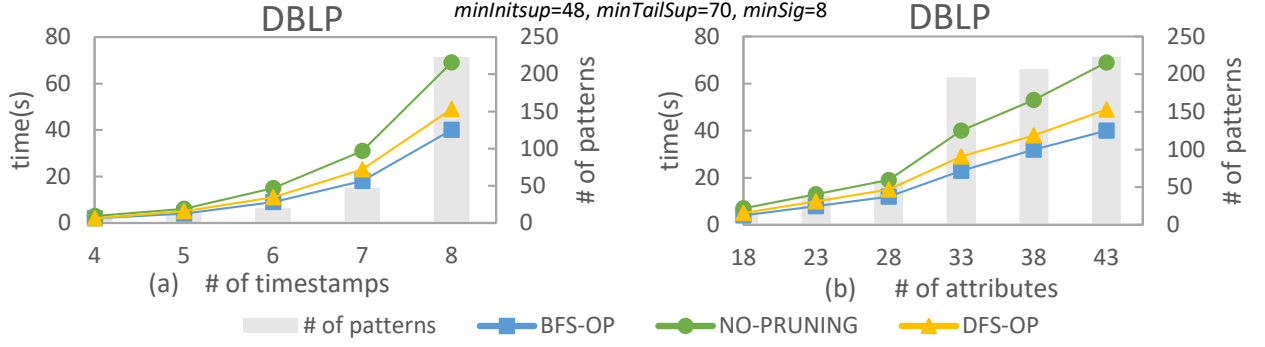 minInitsup=48, minTailSup=70, minSig=8
DBLP
80
60
40
20
0
time(s)
250
200
150
100
50
0
# of patterns
4 5 6 7 8
(a) # of timestamps
DBLP
80
60
40
20
0
time(s)
250
200
150
100
50
0
# of patterns
18 23 28 33 38 43
(b) # of attributes
# of patterns BFS-OP NO-PRUNING DFS-OP